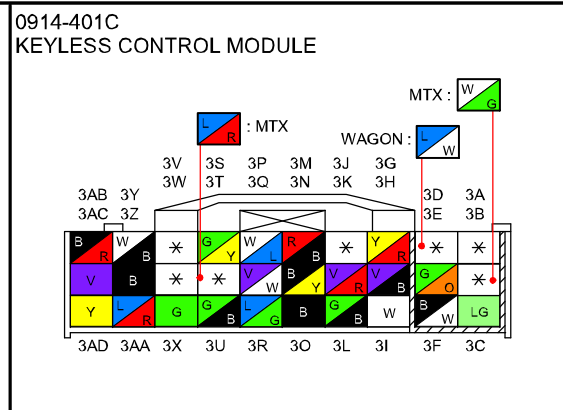 0914-401C
KEYLESS CONTROL MODULE
MTX : W G
L R : MTX
WAGON : L W
3V 3S 3P 3M 3J 3G
3W 3T 3Q 3N 3K 3H
3AB 3Y 3D 3A
3AC 3Z 3E 3B
B R W B * G Y W L R B * Y R * *
V B * * V W B Y V R V B G O *
Y L R G G B L G B G B W B W LG
3AD 3AA 3X 3U 3R 3O 3L 3I 3F 3C